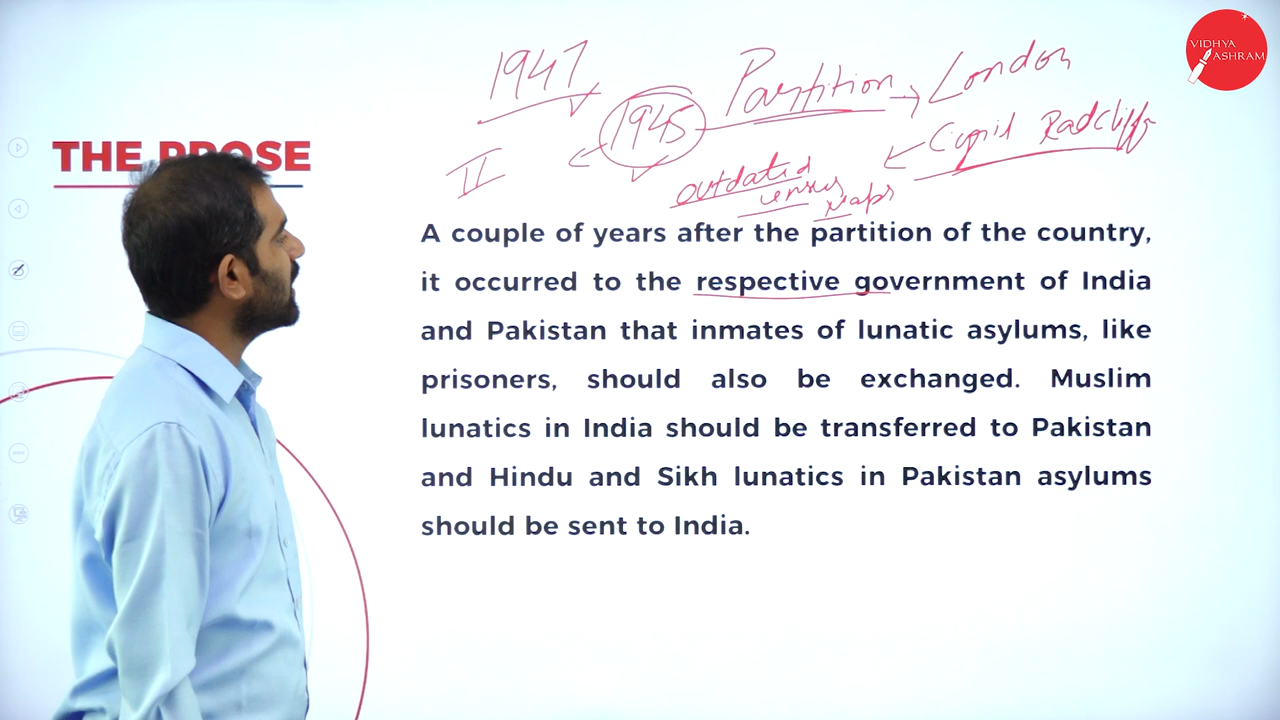 VIDHYA
ASHRAM
1947
1945
Partition
London
Cyril Radcliffe
II
outdated
census
maps
THE PROSE
A couple of years after the partition of the country,
it occurred to the respective government of India
and Pakistan that inmates of lunatic asylums, like
prisoners, should also be exchanged. Muslim
lunatics in India should be transferred to Pakistan
and Hindu and Sikh lunatics in Pakistan asylums
should be sent to India.